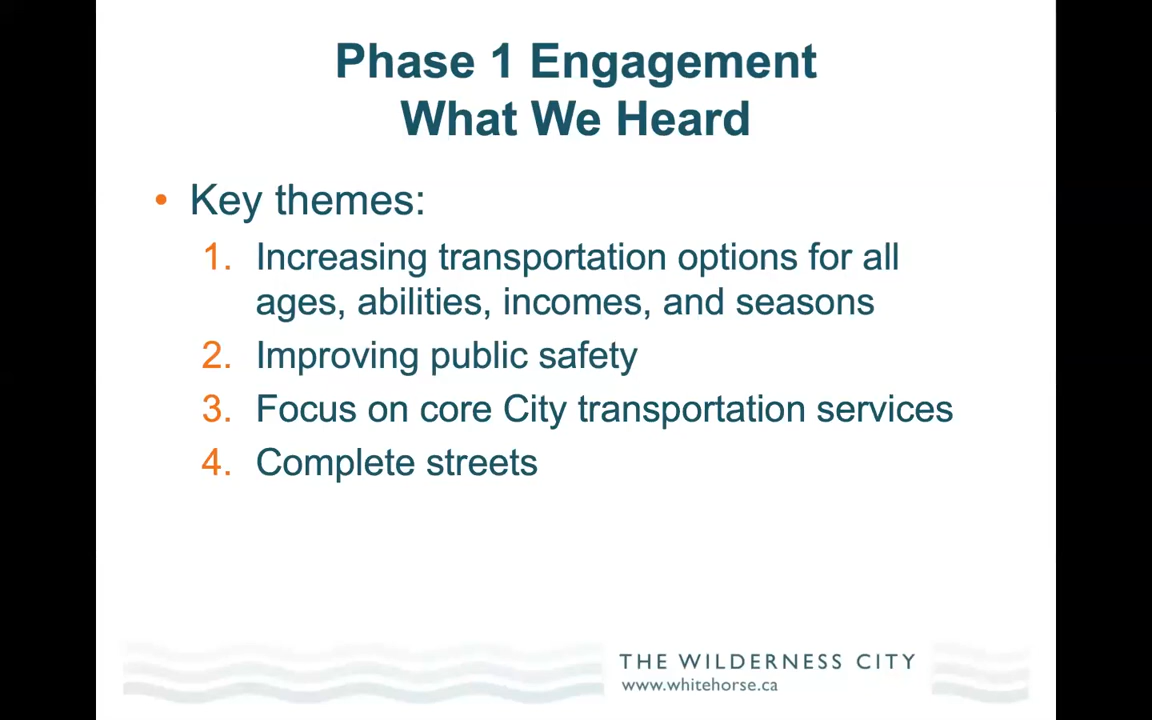 Phase 1 Engagement
What We Heard
• Key themes:
1. Increasing transportation options for all
ages, abilities, incomes, and seasons
2. Improving public safety
3. Focus on core City transportation services
4. Complete streets
THE WILDERNESS CITY
www.whitehorse.ca